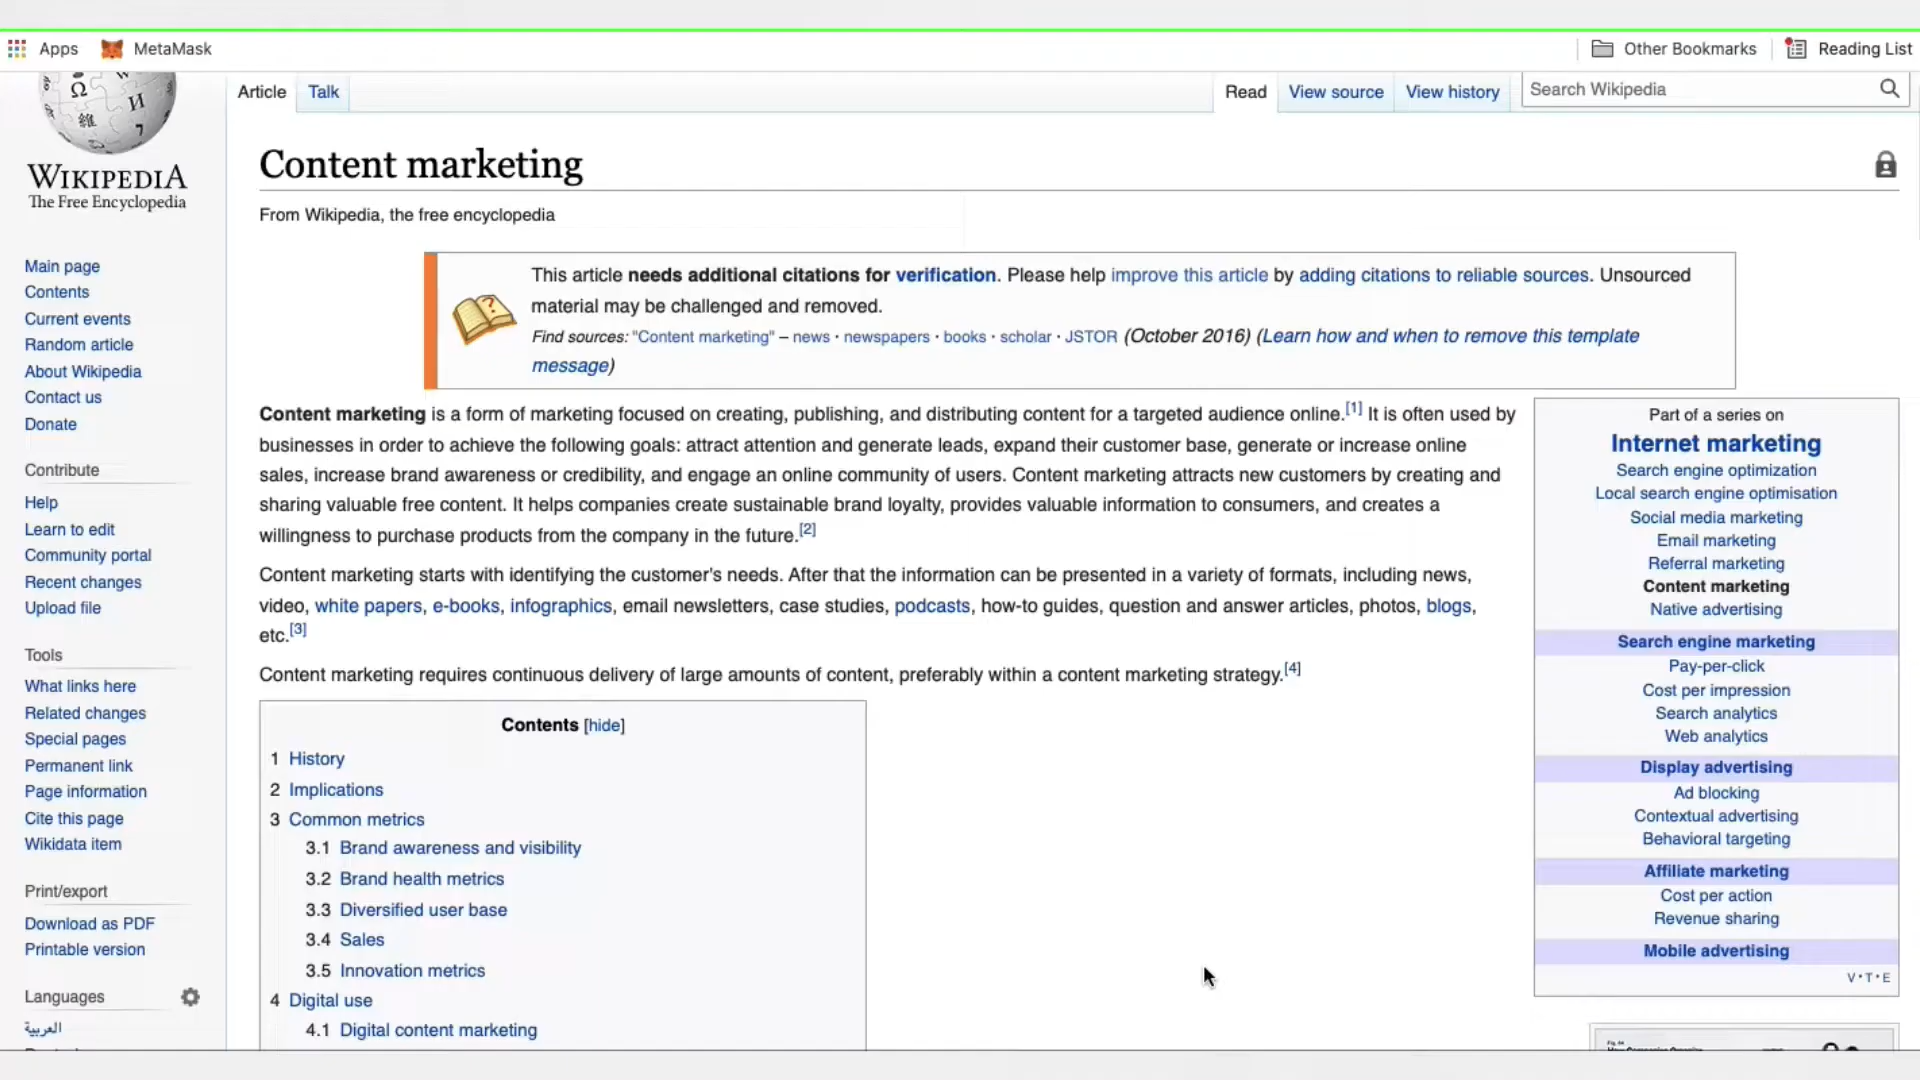 Apps
MetaMask
Other Bookmarks
Reading List
WIKIPEDIA
The Free Encyclopedia
Main page
Contents
Current events
Random article
About Wikipedia
Contact us
Donate
Contribute
Help
Learn to edit
Community portal
Recent changes
Upload file
Tools
What links here
Related changes
Special pages
Permanent link
Page information
Cite this page
Wikidata item
Print/export
Download as PDF
Printable version
Languages
العربية
Article
Talk
Read
View source
View history
Search Wikipedia
Content marketing
From Wikipedia, the free encyclopedia
This article needs additional citations for verification. Please help improve this article by adding citations to reliable sources. Unsourced
material may be challenged and removed.
Find sources: "Content marketing" – news · newspapers · books · scholar · JSTOR (October 2016) (Learn how and when to remove this template
message)
Content marketing is a form of marketing focused on creating, publishing, and distributing content for a targeted audience online.[1] It is often used by
businesses in order to achieve the following goals: attract attention and generate leads, expand their customer base, generate or increase online
sales, increase brand awareness or credibility, and engage an online community of users. Content marketing attracts new customers by creating and
sharing valuable free content. It helps companies create sustainable brand loyalty, provides valuable information to consumers, and creates a
willingness to purchase products from the company in the future.[2]
Content marketing starts with identifying the customer's needs. After that the information can be presented in a variety of formats, including news,
video, white papers, e-books, infographics, email newsletters, case studies, podcasts, how-to guides, question and answer articles, photos, blogs,
etc.[3]
Content marketing requires continuous delivery of large amounts of content, preferably within a content marketing strategy.[4]
Contents [hide]
1 History
2 Implications
3 Common metrics
3.1 Brand awareness and visibility
3.2 Brand health metrics
3.3 Diversified user base
3.4 Sales
3.5 Innovation metrics
4 Digital use
4.1 Digital content marketing
Part of a series on
Internet marketing
Search engine optimization
Local search engine optimisation
Social media marketing
Email marketing
Referral marketing
Content marketing
Native advertising
Search engine marketing
Pay-per-click
Cost per impression
Search analytics
Web analytics
Display advertising
Ad blocking
Contextual advertising
Behavioral targeting
Affiliate marketing
Cost per action
Revenue sharing
Mobile advertising
V·T·E